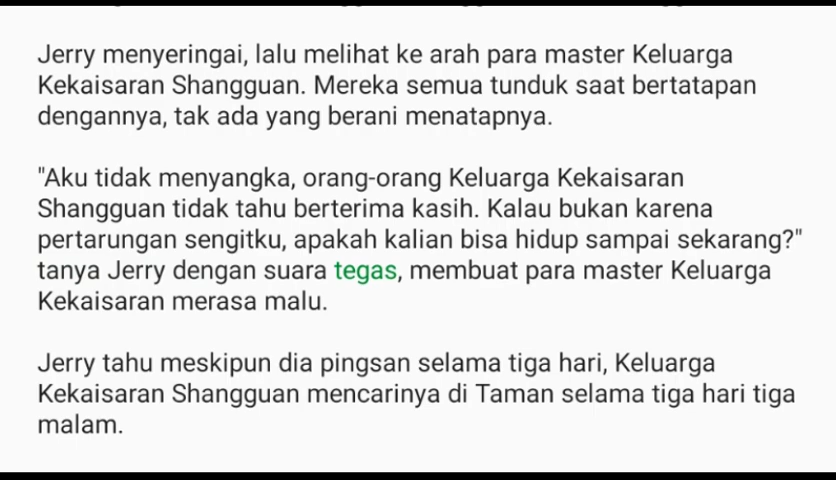 Jerry menyeringai, lalu melihat ke arah para master Keluarga
Kekaisaran Shangguan. Mereka semua tunduk saat bertatapan
dengannya, tak ada yang berani menatapnya.
"Aku tidak menyangka, orang-orang Keluarga Kekaisaran
Shangguan tidak tahu berterima kasih. Kalau bukan karena
pertarungan sengitku, apakah kalian bisa hidup sampai sekarang?"
tanya Jerry dengan suara tegas, membuat para master Keluarga
Kekaisaran merasa malu.
Jerry tahu meskipun dia pingsan selama tiga hari, Keluarga
Kekaisaran Shangguan mencarinya di Taman selama tiga hari tiga
malam.